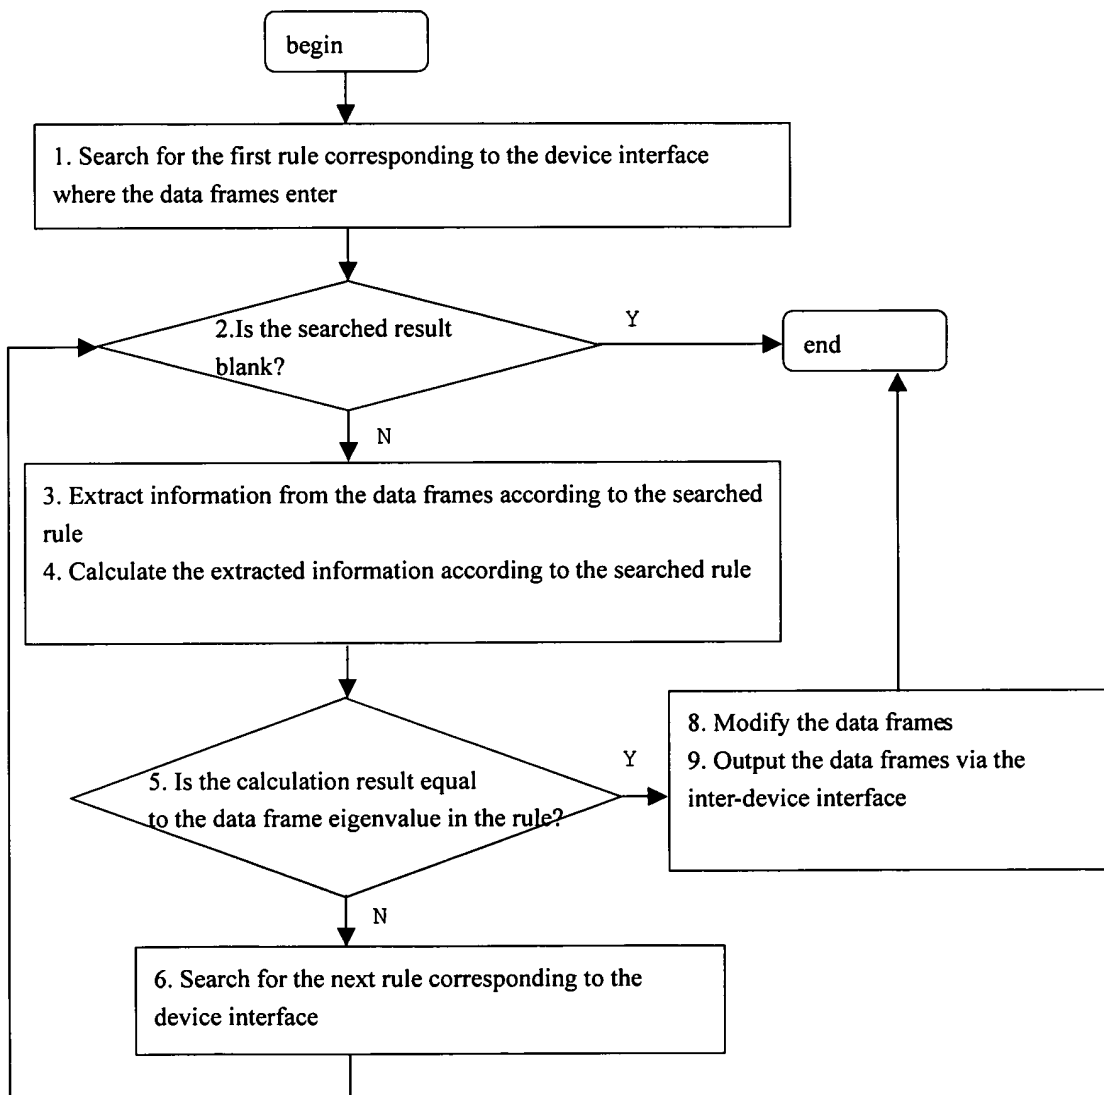 begin
1. Search for the first rule corresponding to the device interface
where the data frames enter
2.Is the searched result
blank?
Y
end
N
3. Extract information from the data frames according to the searched
rule
4. Calculate the extracted information according to the searched rule
5. Is the calculation result equal
to the data frame eigenvalue in the rule?
Y
8. Modify the data frames
9. Output the data frames via the
inter-device interface
N
6. Search for the next rule corresponding to the
device interface